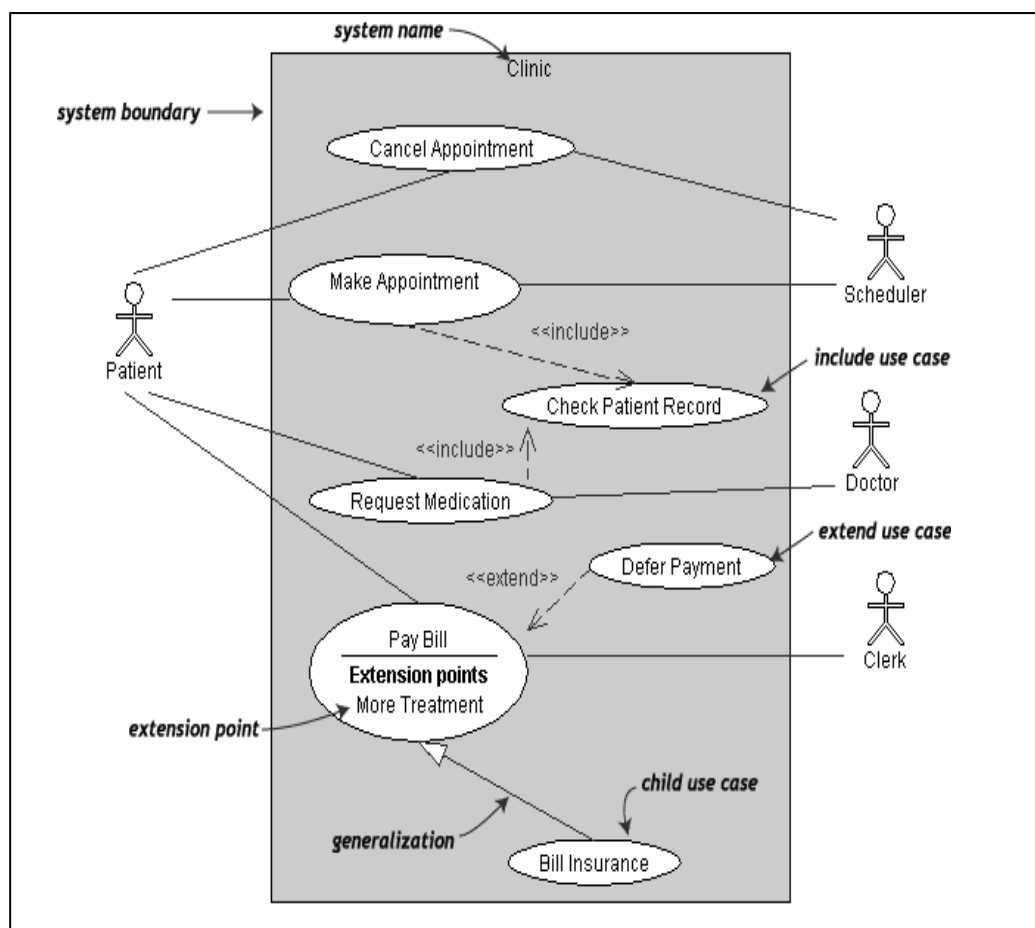 system name
Clinic
system boundary
Cancel Appointment
Scheduler
Make Appointment
Patient
<<include>>
include use case
Check Patient Record
<<include>>
Doctor
Request Medication
extend use case
Defer Payment
<<extend>>
Clerk
Pay Bill
Extension points
More Treatment
extension point
child use case
generalization
Bill Insurance